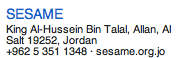 SESAME
King Al-Hussein Bin Talal, Allan, Al
Salt 19252, Jordan
+962 5 351 1348 · sesame.org.jo